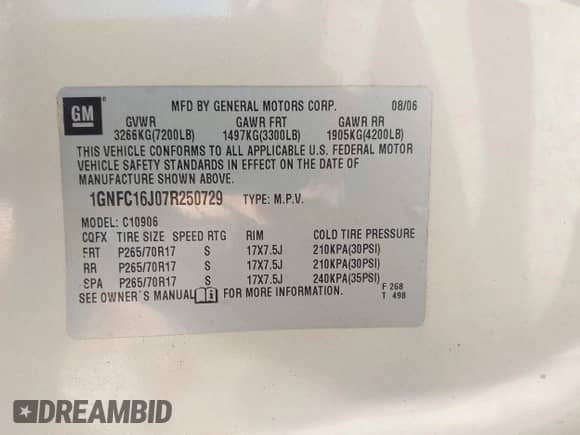 GM
MFD BY GENERAL MOTORS CORP. 08/06
GVWR GAWR FRT GAWR RR
3266KG(7200LB) 1497KG(3300LB) 1905KG(4200LB)
THIS VEHICLE CONFORMS TO ALL APPLICABLE U.S. FEDERAL MOTOR
VEHICLE SAFETY STANDARDS IN EFFECT ON THE DATE OF
MANUFACTURE SHOWN ABOVE.
1GNFC16J07R250729 TYPE: M.P.V.
MODEL: C10906
CQFX TIRE SIZE SPEED RTG RIM COLD TIRE PRESSURE
FRT P265/70R17 S 17X7.5J 210KPA(30PSI)
RR P265/70R17 S 17X7.5J 210KPA(30PSI)
SPA P265/70R17 S 17X7.5J 240KPA(35PSI)
SEE OWNER'S MANUAL FOR MORE INFORMATION.
F 268
T 498
DREAMBID